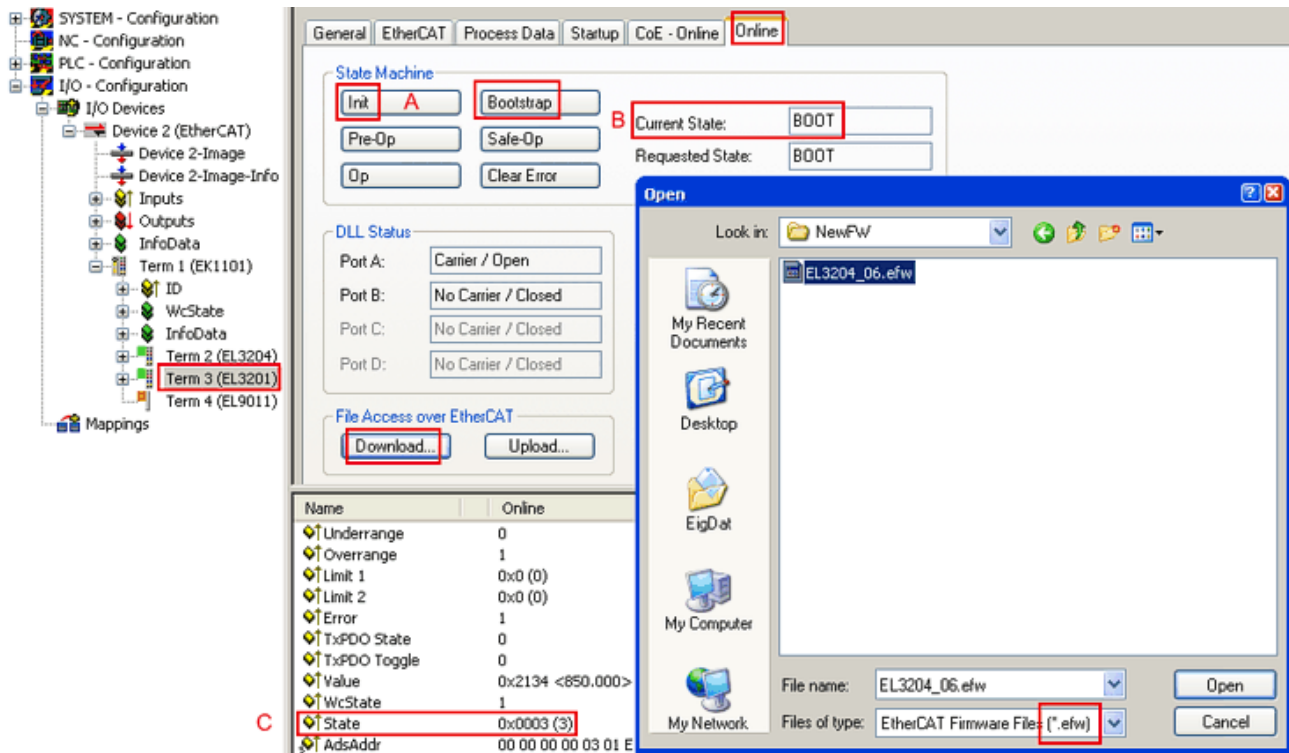 SYSTEM - Configuration
NC - Configuration
PLC - Configuration
I/O - Configuration
I/O Devices
Device 2 (EtherCAT)
Device 2-Image
Device 2-Image-Info
Inputs
Outputs
InfoData
Term 1 (EK1101)
ID
WcState
InfoData
Term 2 (EL3204)
Term 3 (EL3201)
Term 4 (EL9011)
Mappings
General EtherCAT Process Data Startup CoE - Online Online
State Machine
Init A Bootstrap
Pre-Op Safe-Op
Op Clear Error
B Current State: BOOT
Requested State: BOOT
DLL Status
Port A: Carrier / Open
Port B: No Carrier / Closed
Port C: No Carrier / Closed
Port D: No Carrier / Closed
File Access over EtherCAT
Download... Upload...
Name Online
Underrange 0
Overrange 1
Limit 1 0x0 (0)
Limit 2 0x0 (0)
Error 1
TxPDO State 0
TxPDO Toggle 0
Value 0x2134 <850.000>
WcState 1
C State 0x0003 (3)
AdsAddr 00 00 00 00 03 01 E
Open
Look in: NewFW
EL3204_06.efw
My Recent
Documents
Desktop
EigDat
My Computer
My Network
File name: EL3204_06.efw Open
Files of type: EtherCAT Firmware Files (*.efw) Cancel